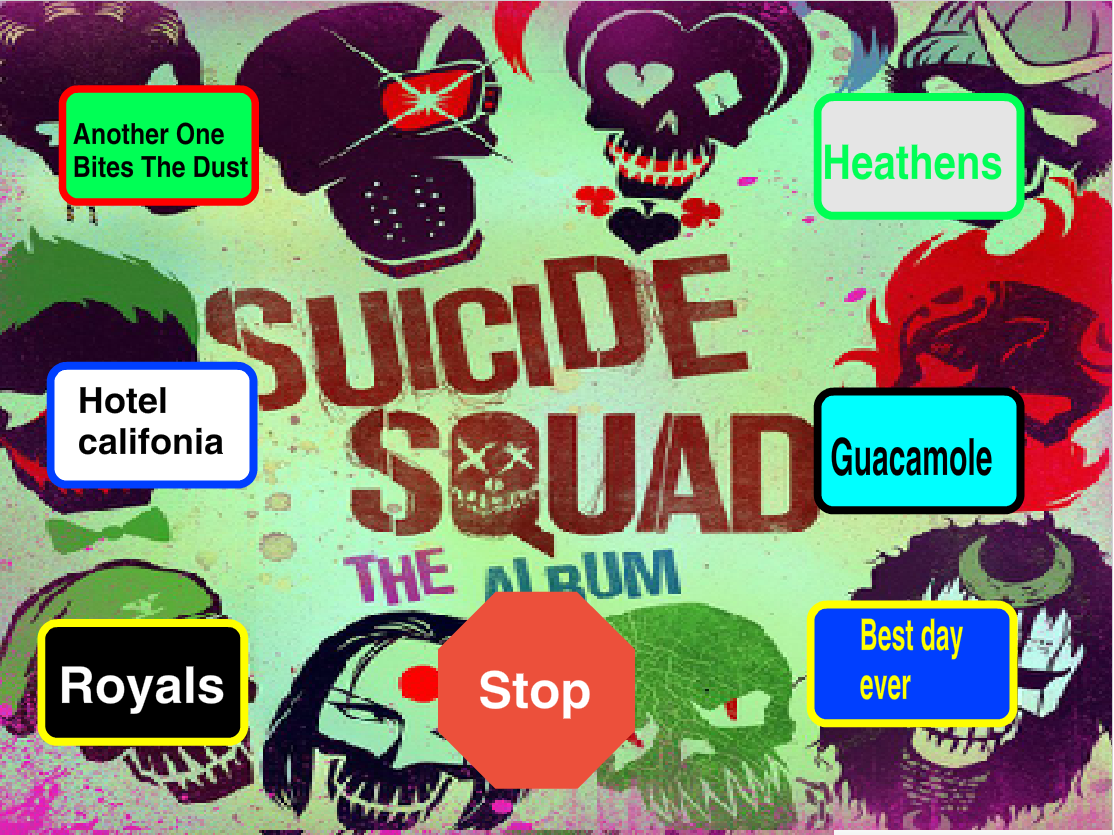 Another One
Bites The Dust
Heathens
SUICIDE
SQUAD
Hotel
califonia
Guacamole
THE ALBUM
Royals
Stop
Best day
ever